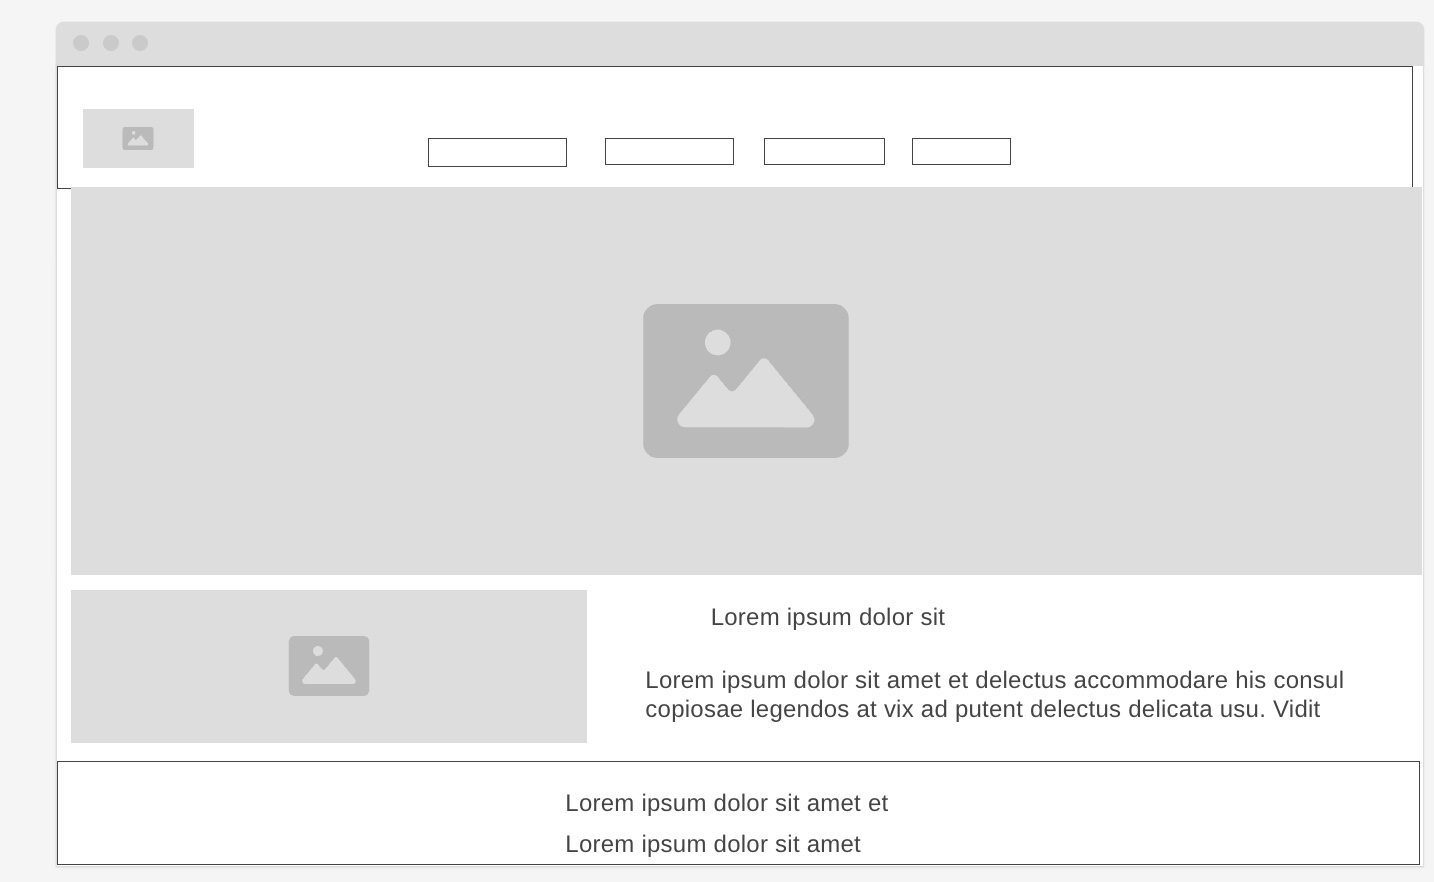 Lorem ipsum dolor sit
Lorem ipsum dolor sit amet et delectus accommodare his consul
copiosae legendos at vix ad putent delectus delicata usu. Vidit
Lorem ipsum dolor sit amet et
Lorem ipsum dolor sit amet